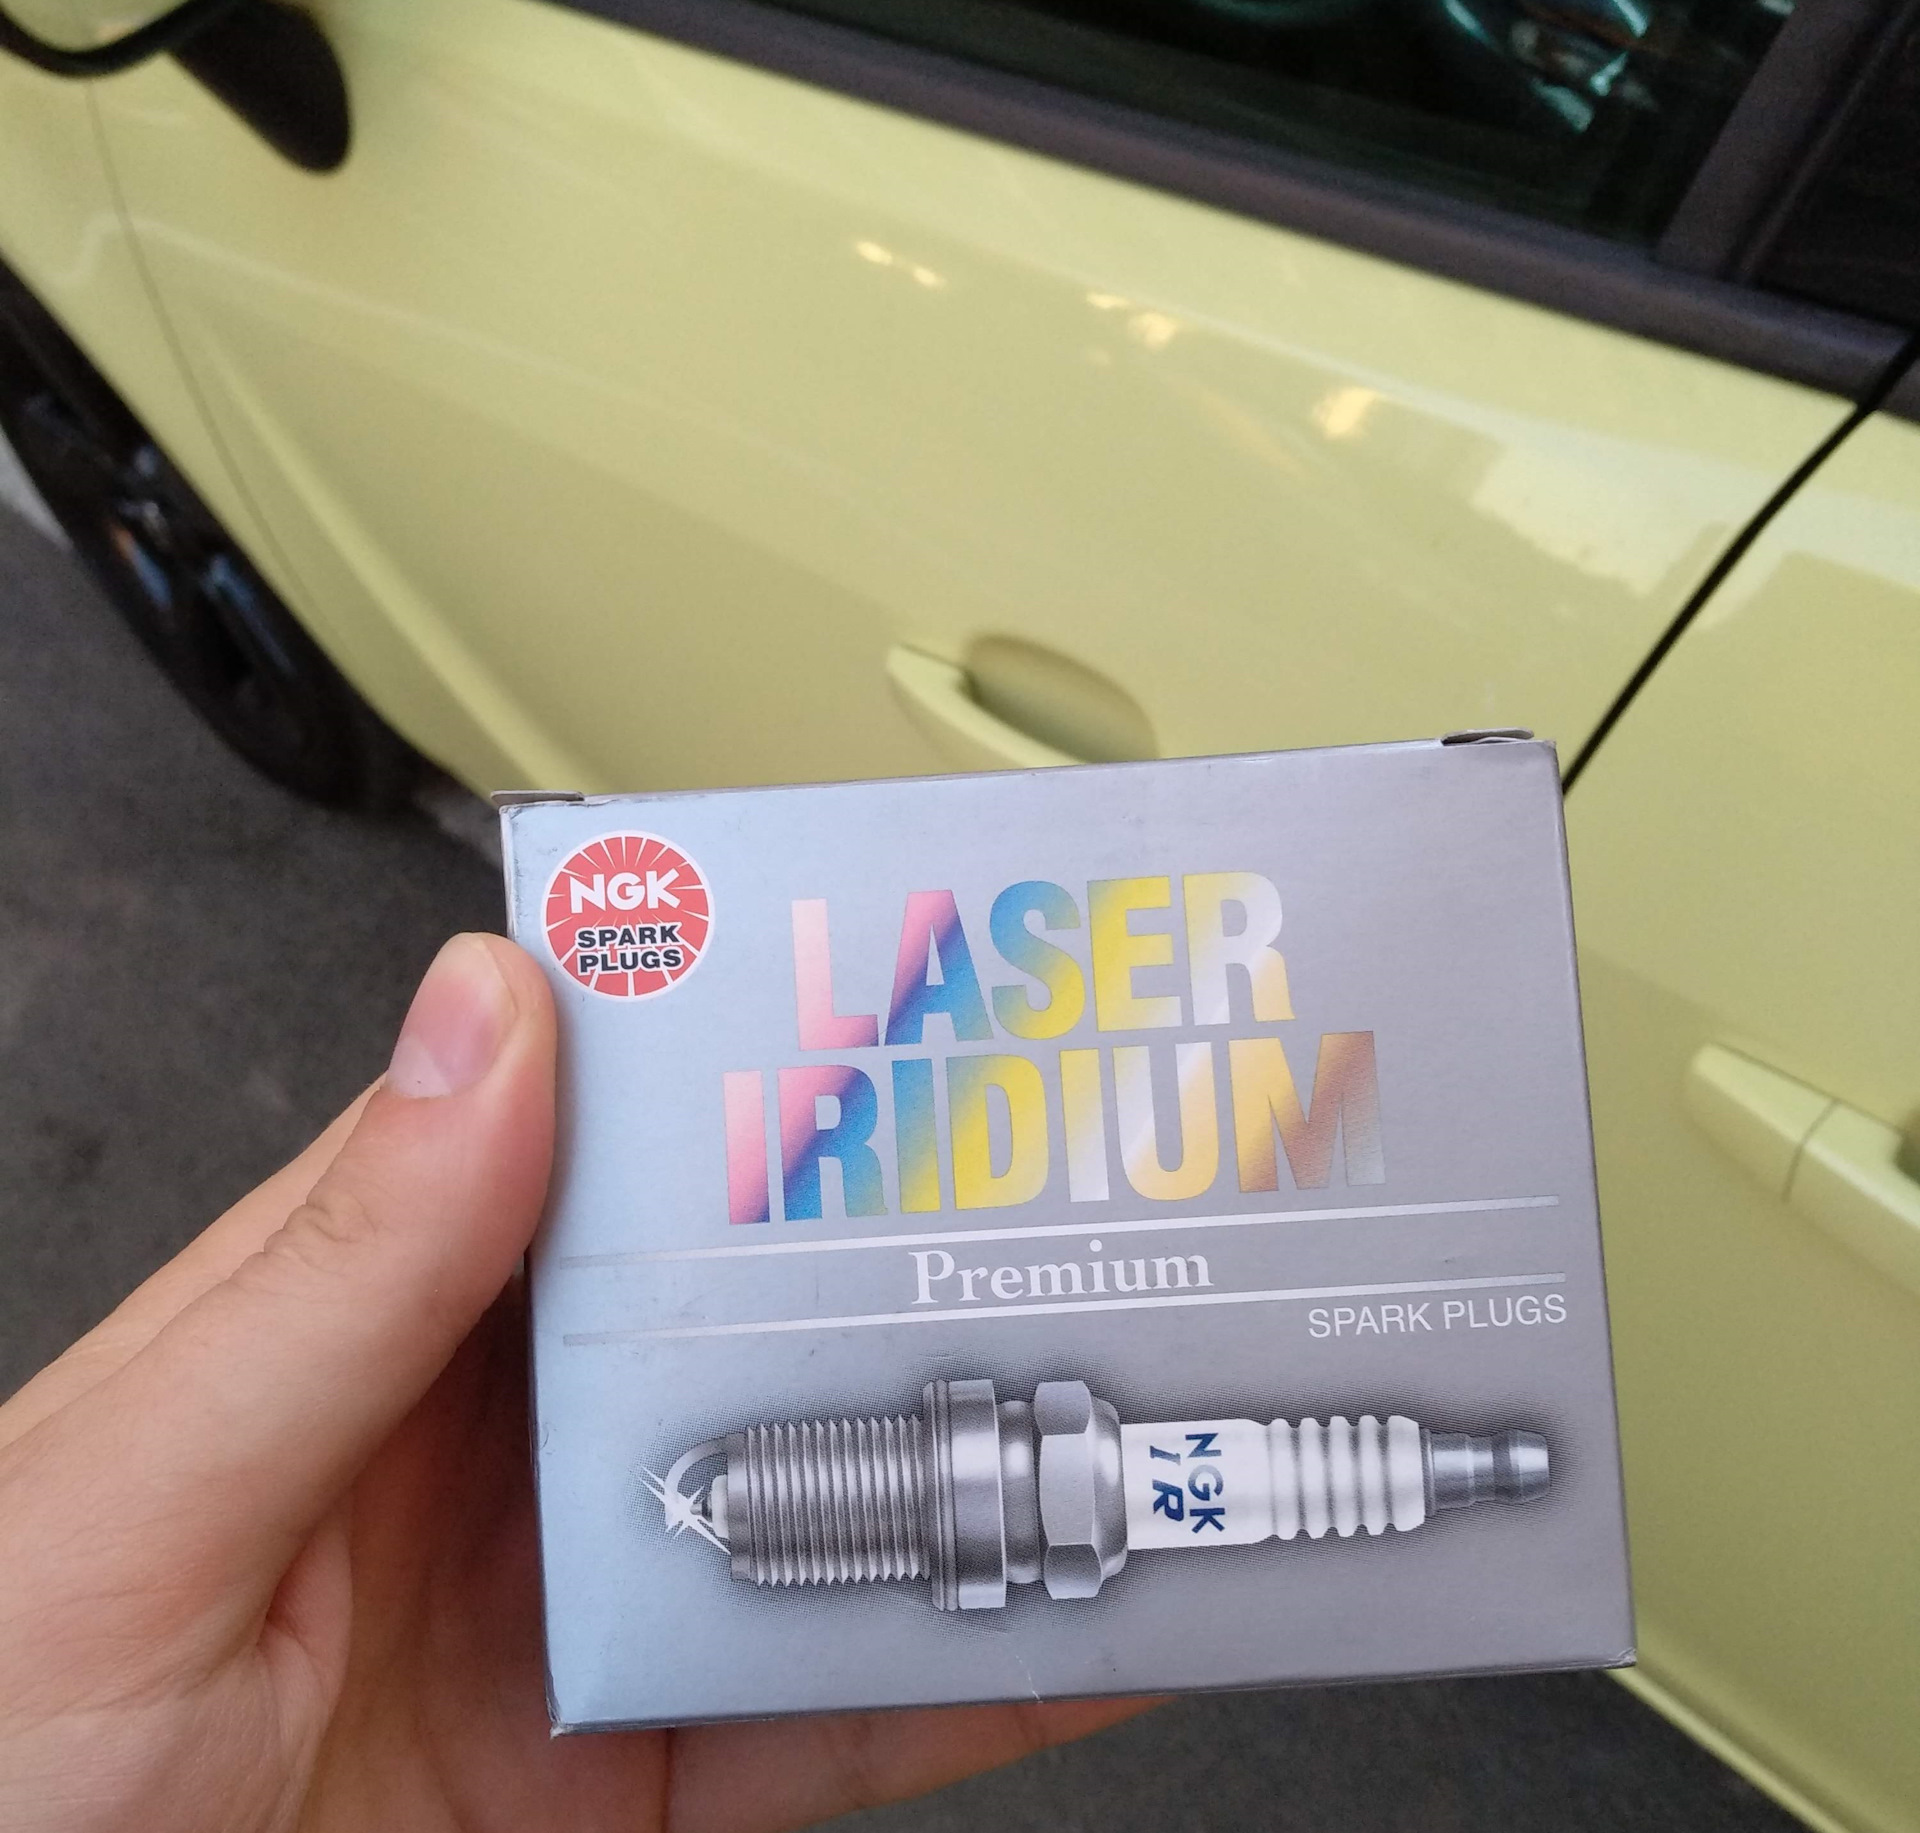 NGK
SPARK
PLUGS
LASER
IRIDIUM
Premium
SPARK PLUGS
NGK
IR